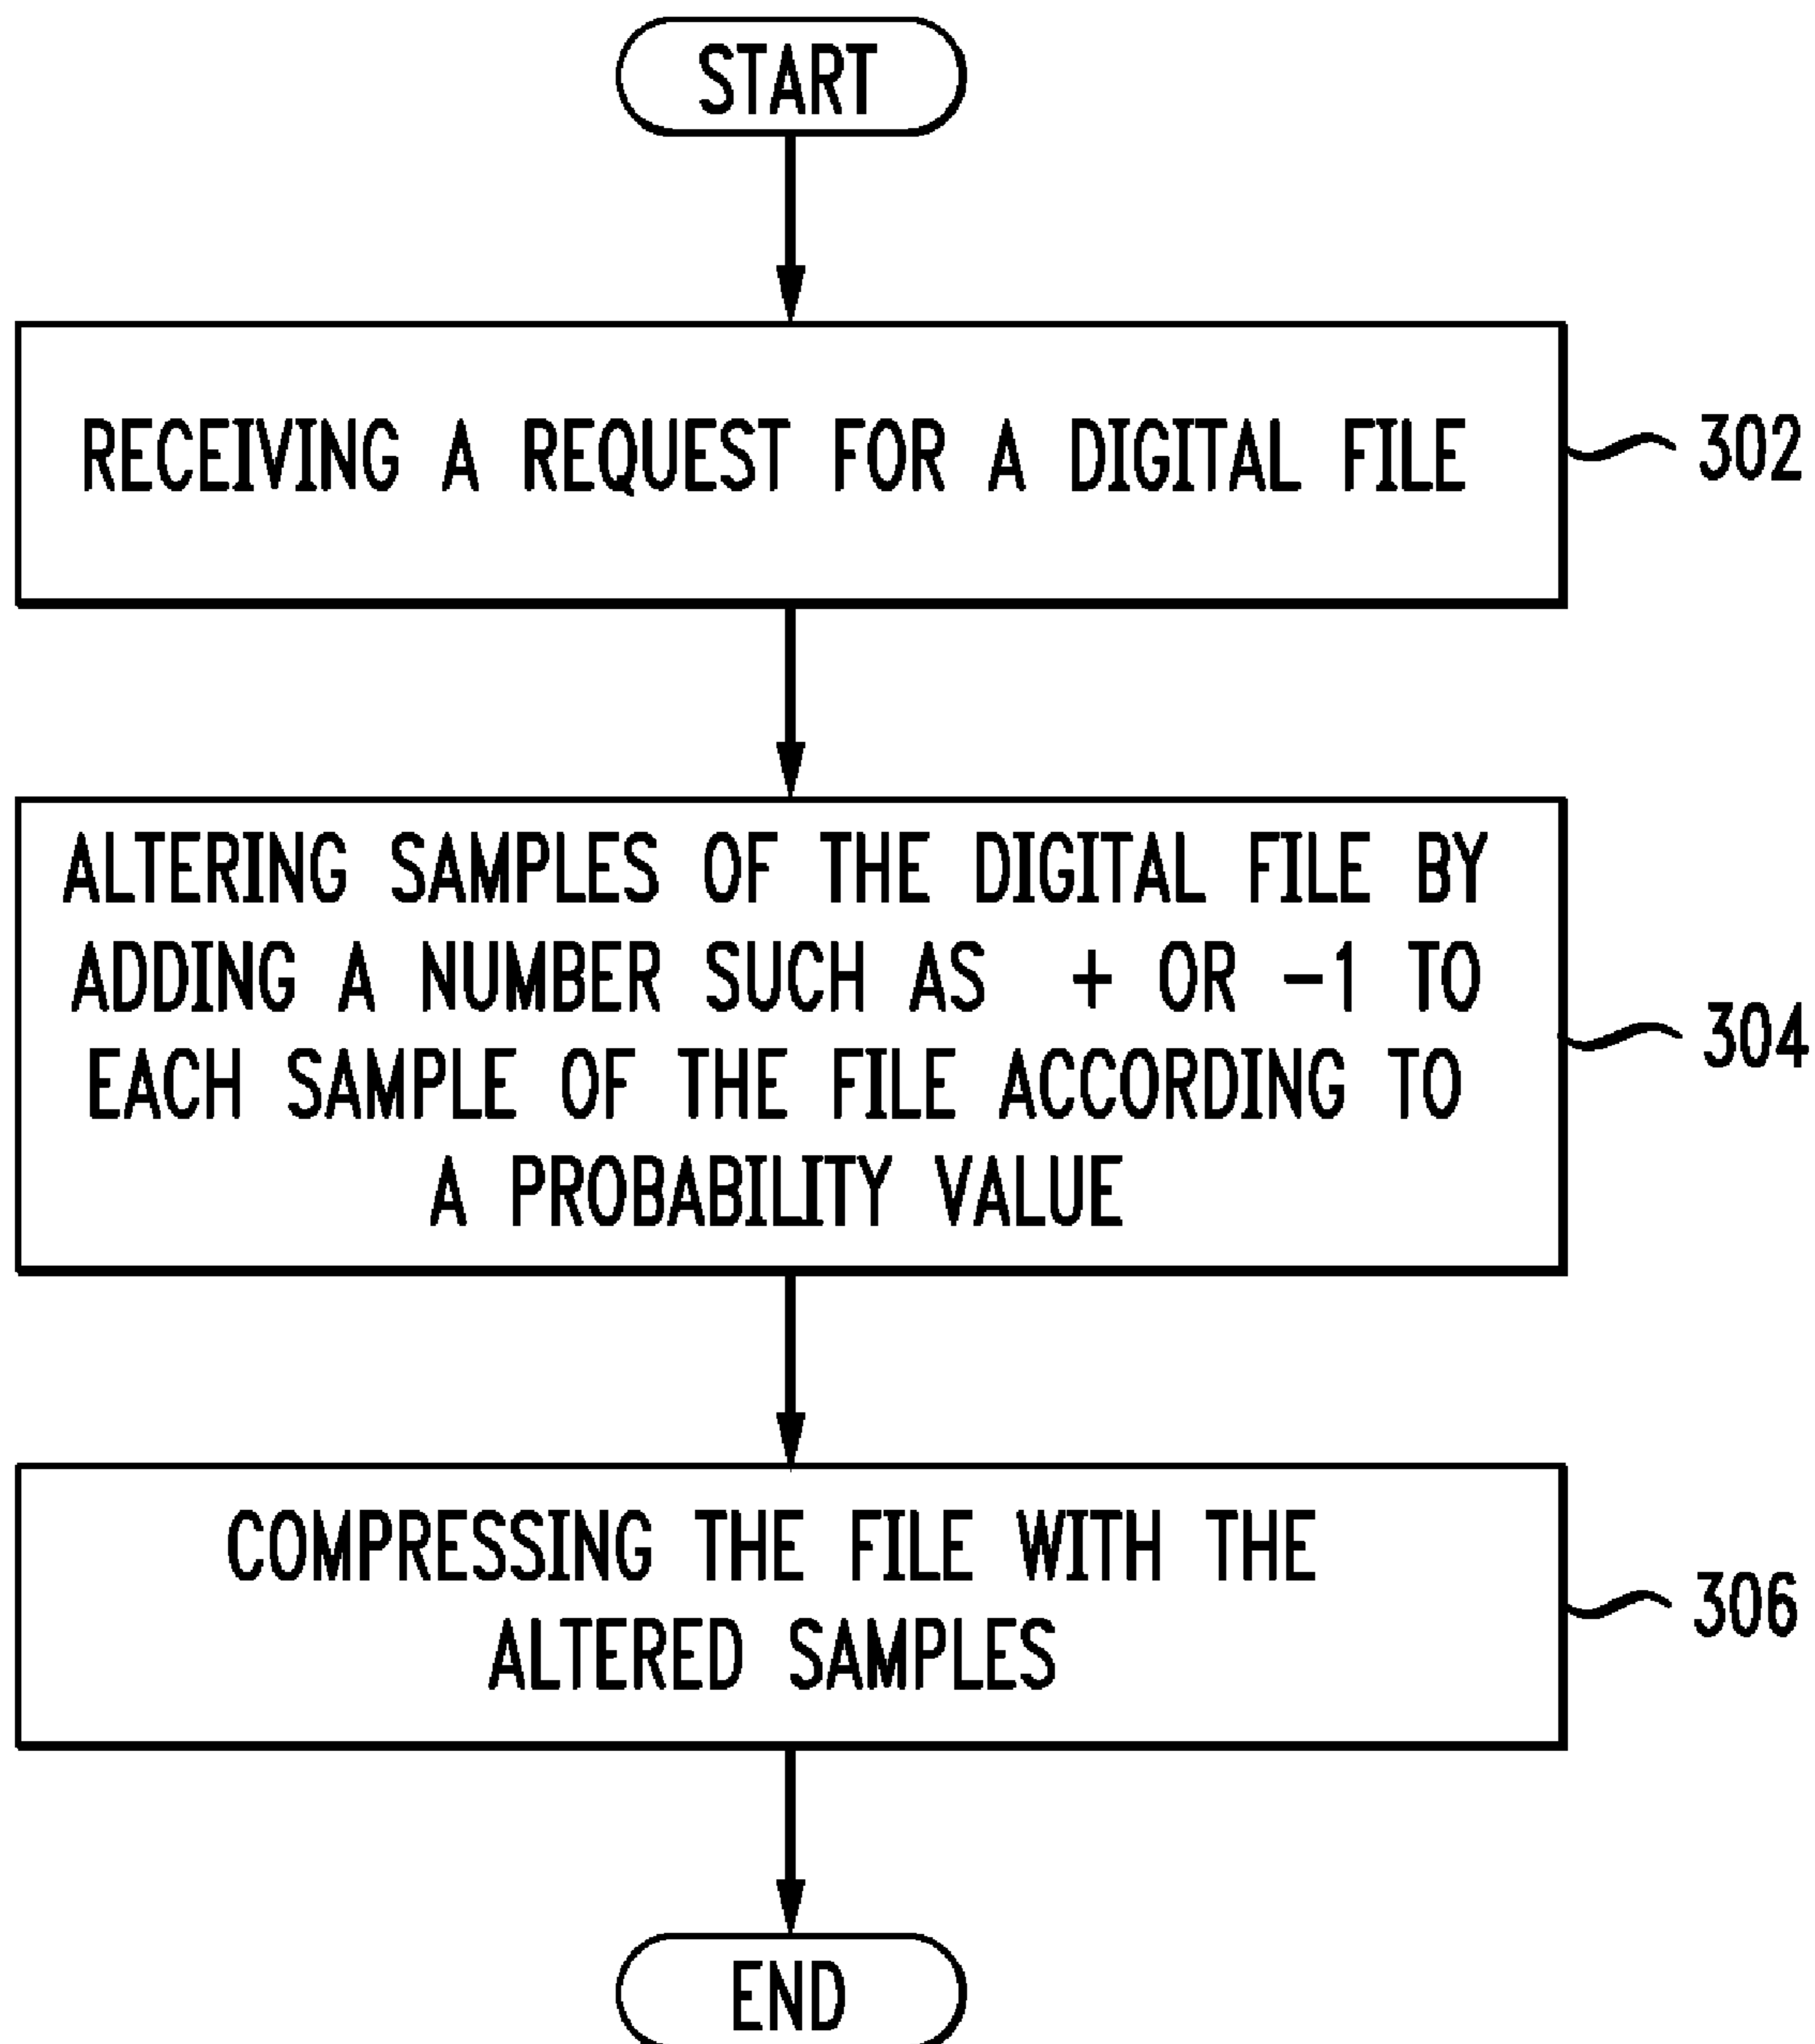 START
RECEIVING A REQUEST FOR A DIGITAL FILE
302
ALTERING SAMPLES OF THE DIGITAL FILE BY
ADDING A NUMBER SUCH AS + OR -1 TO
EACH SAMPLE OF THE FILE ACCORDING TO
A PROBABILITY VALUE
304
COMPRESSING THE FILE WITH THE
ALTERED SAMPLES
306
END